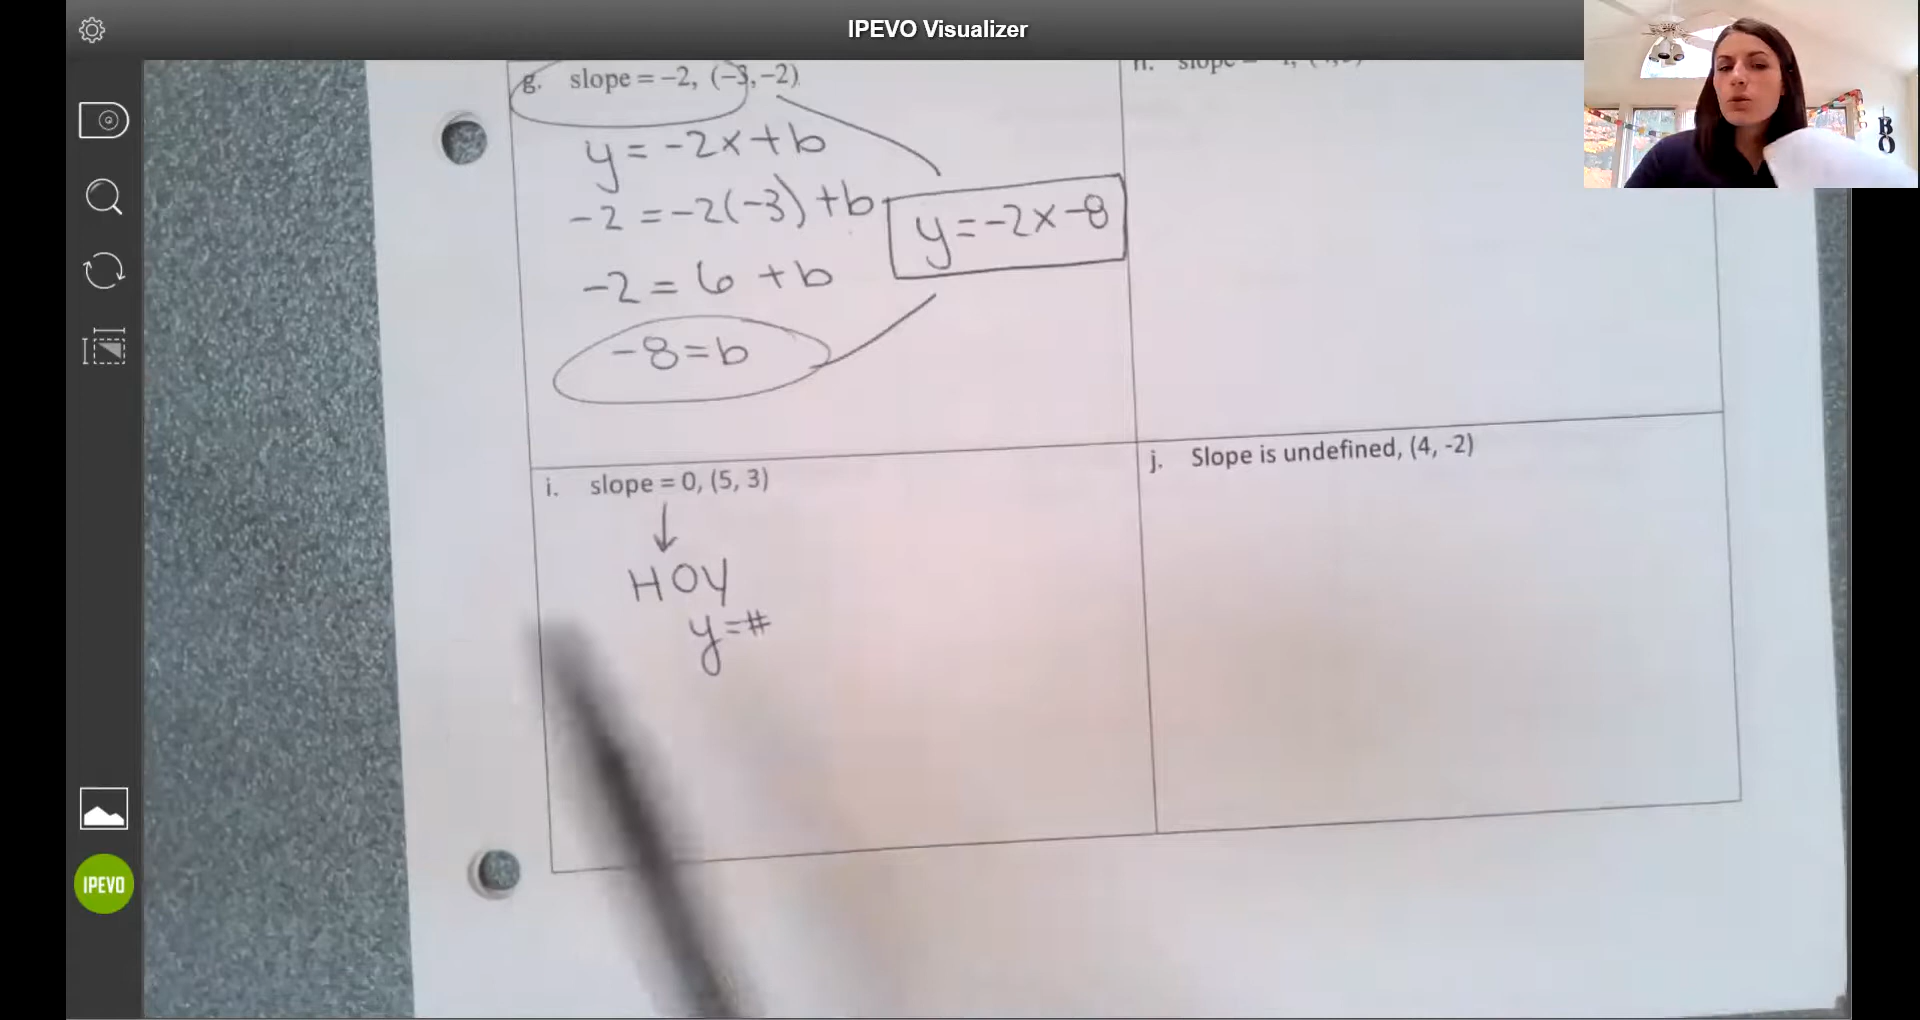 IPEVO Visualizer
g. slope = −2, (−3,−2)
y = -2x + b
-2 = -2(-3) + b
y = -2x - 8
-2 = 6 + b
-8 = b
i. slope = 0, (5, 3)
↓
HOY
y = #
j. Slope is undefined, (4, -2)
IPEVO